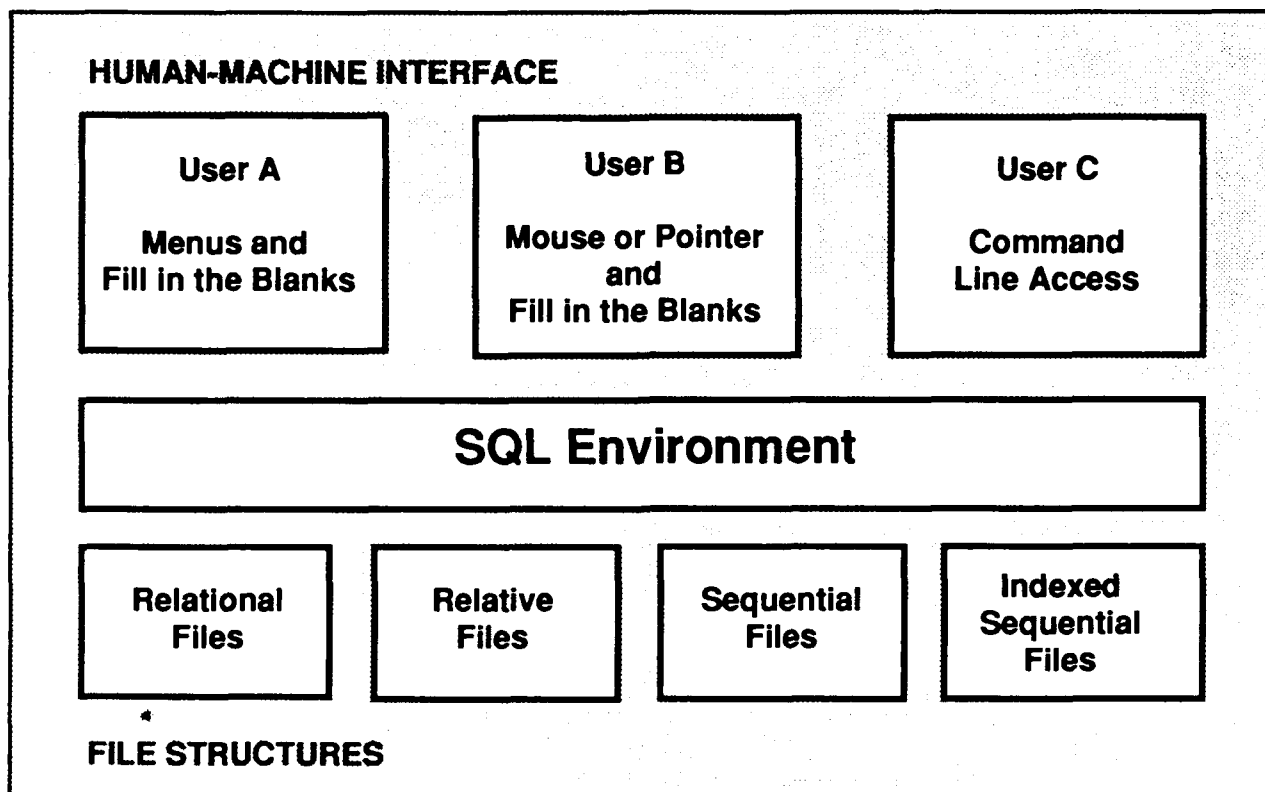 HUMAN-MACHINE INTERFACE
User A
Menus and
Fill in the Blanks
User B
Mouse or Pointer
and
Fill in the Blanks
User C
Command
Line Access
SQL Environment
Relational
Files
Relative
Files
Sequential
Files
Indexed
Sequential
Files
FILE STRUCTURES